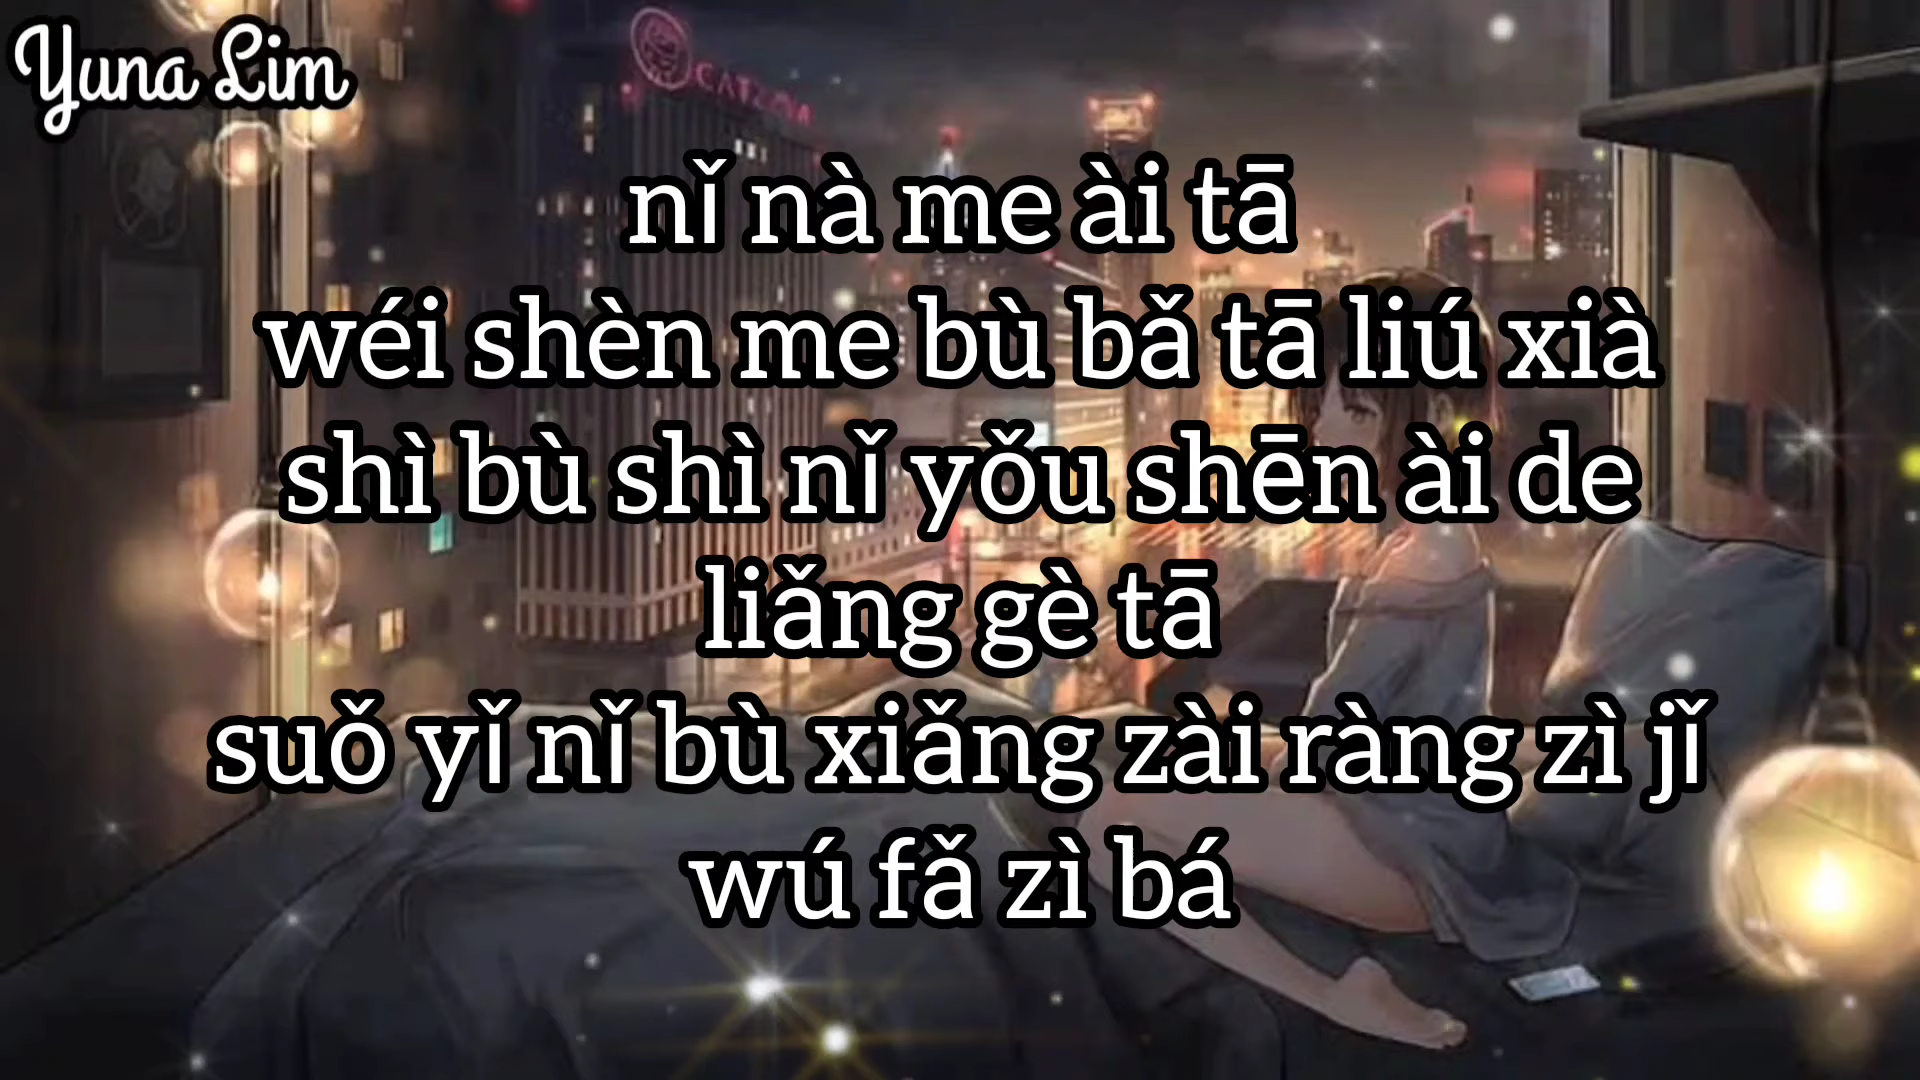 Yuna Lim
nǐ nà me ài tā
wéi shèn me bù bǎ tā liú xià
shì bù shì nǐ yǒu shēn ài de
liǎng gè tā
suǒ yǐ nǐ bù xiǎng zài ràng zì jǐ
wú fǎ zì bá